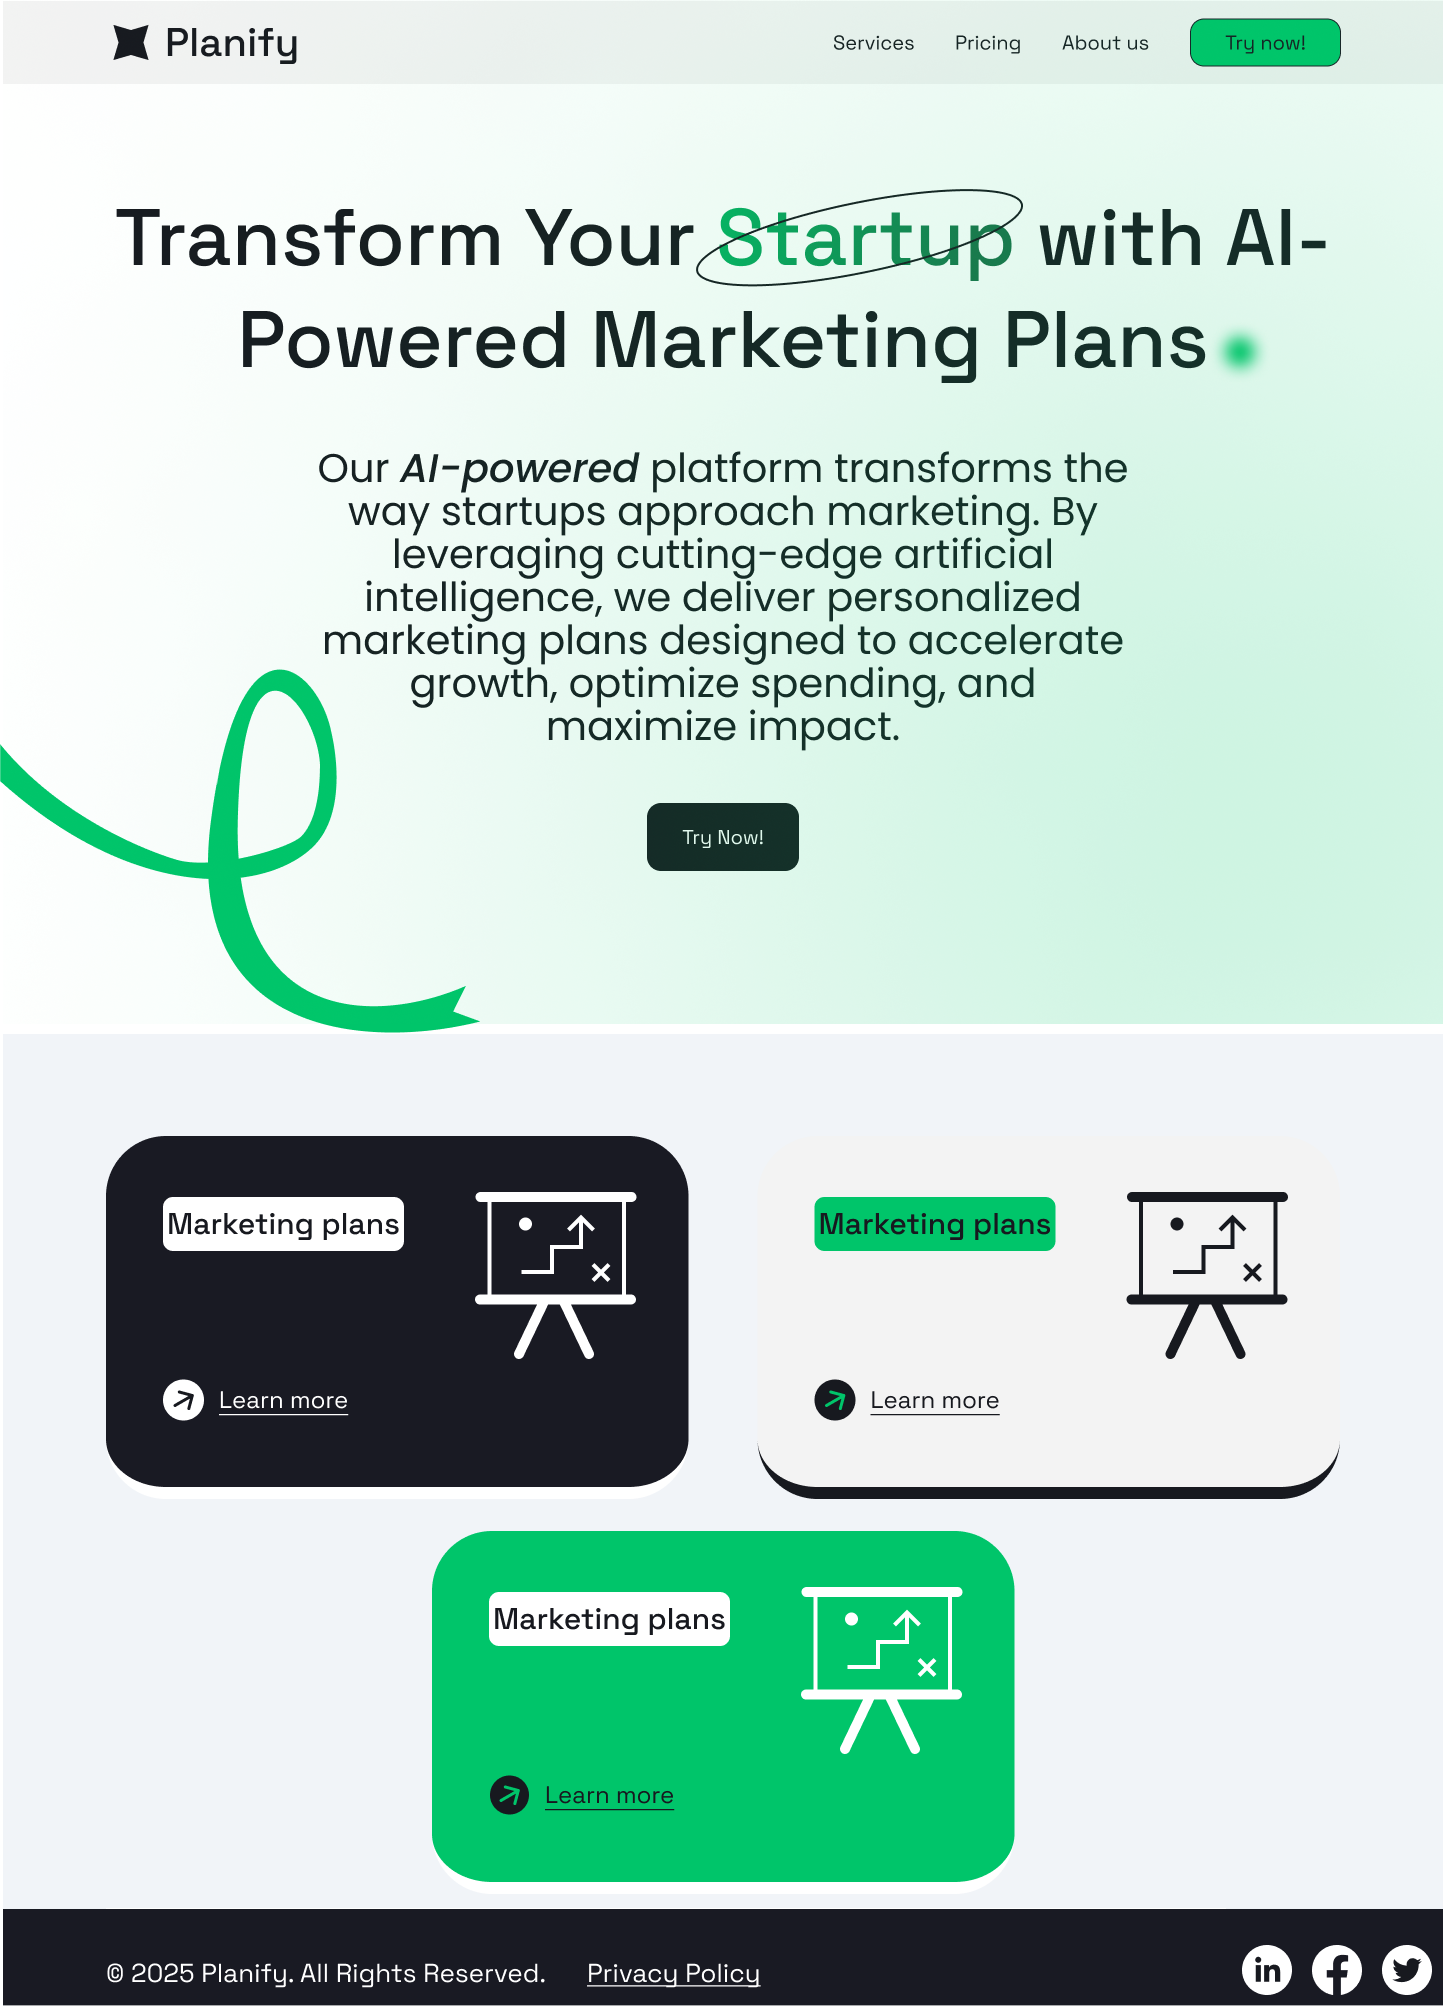 Planify
Services
Pricing
About us
Try now!
Transform Your Startup with AI-
Powered Marketing Plans
Our AI-powered platform transforms the
way startups approach marketing. By
leveraging cutting-edge artificial
intelligence, we deliver personalized
marketing plans designed to accelerate
growth, optimize spending, and
maximize impact.
Try Now!
Marketing plans
Learn more
Marketing plans
Learn more
Marketing plans
Learn more
© 2025 Planify. All Rights Reserved.
Privacy Policy